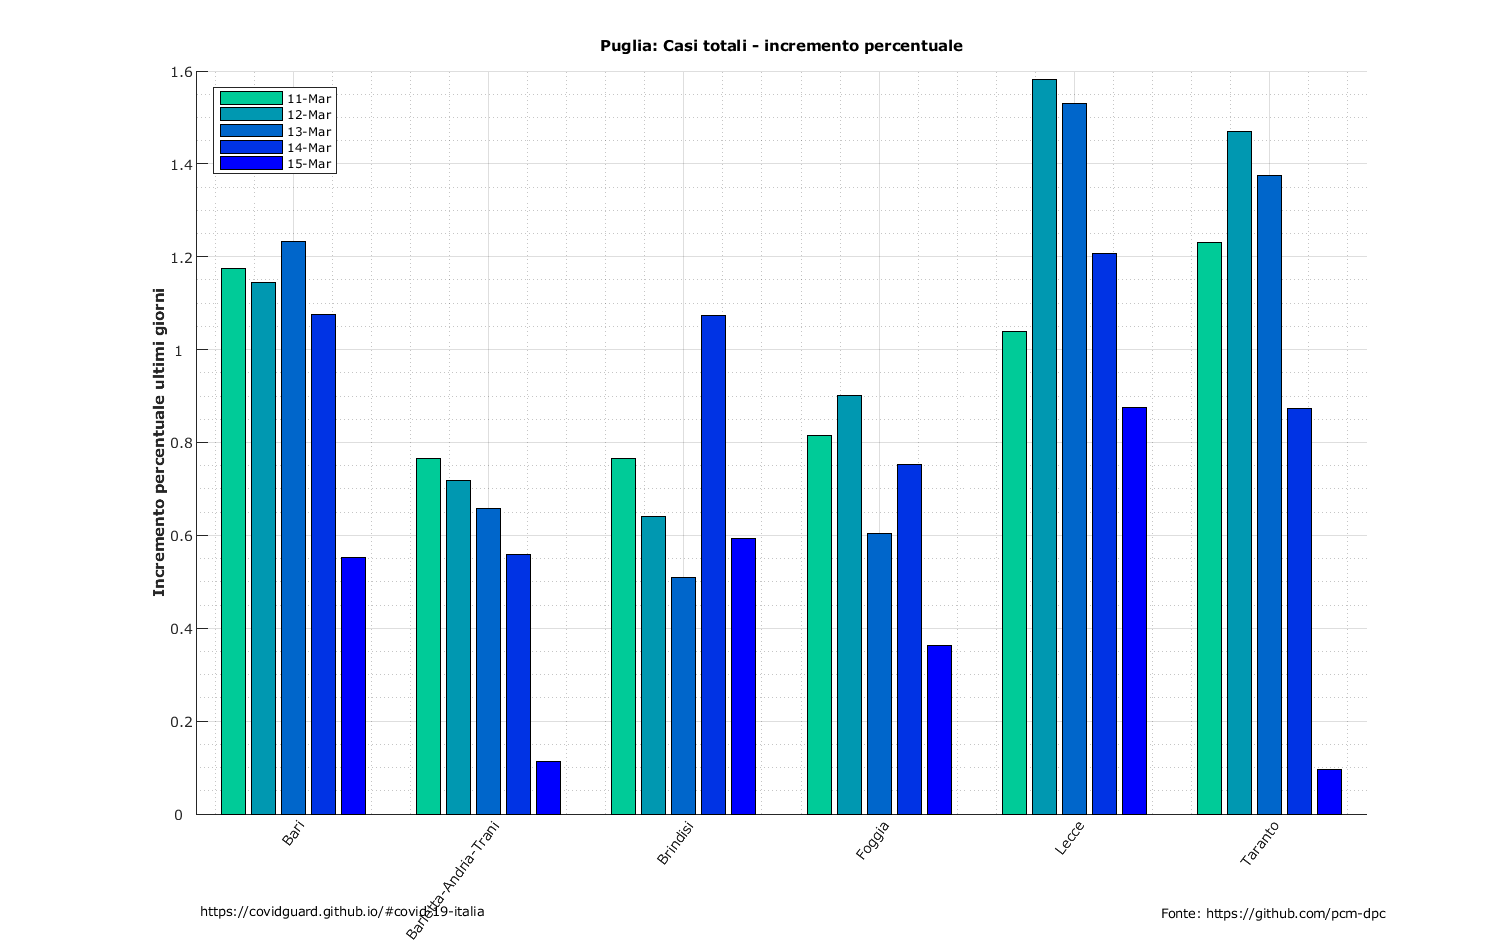 Puglia: Casi totali - incremento percentuale
Incremento percentuale ultimi giorni
1.6
1.4
1.2
1
0.8
0.6
0.4
0.2
0
11-Mar
12-Mar
13-Mar
14-Mar
15-Mar
Bari
Barletta-Andria-Trani
Brindisi
Foggia
Lecce
Taranto
https://covidguard.github.io/#covid-19-italia
Fonte: https://github.com/pcm-dpc